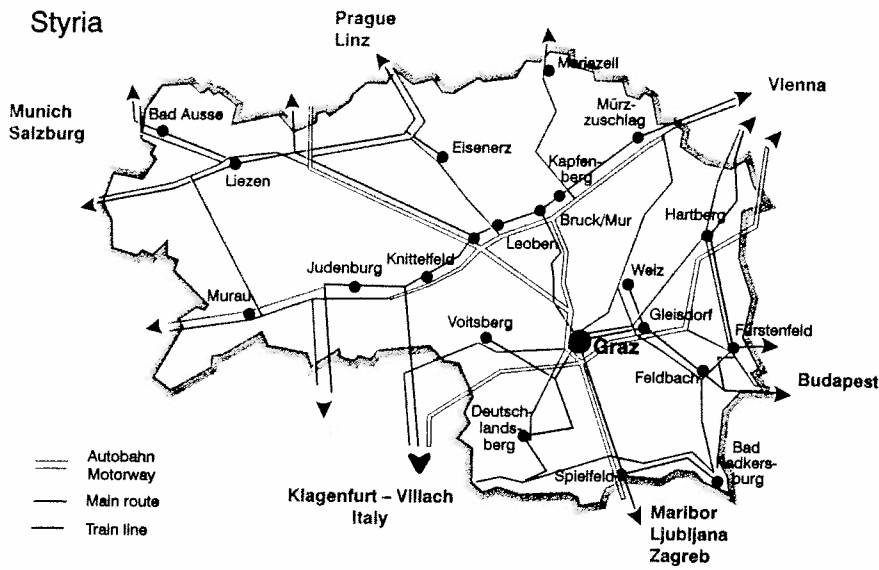 Styria
Prague
Linz
Mariazell
Vienna
Munich
Salzburg
Bad Ausse
Mürz-
zuschlag
Eisenerz
Kapfen-
berg
Liezen
Hartberg
Bruck/Mur
Leoben
Knittelfeld
Judenburg
Weiz
Murau
Gleisdorf
Voitsberg
Graz
Fürstenfeld
Feldbach
Budapest
Deutsch-
lands-
berg
Bad
Radkers-
burg
Spielfeld
Autobahn
Motorway
Main route
Train line
Klagenfurt – Villach
Italy
Maribor
Ljubljana
Zagreb